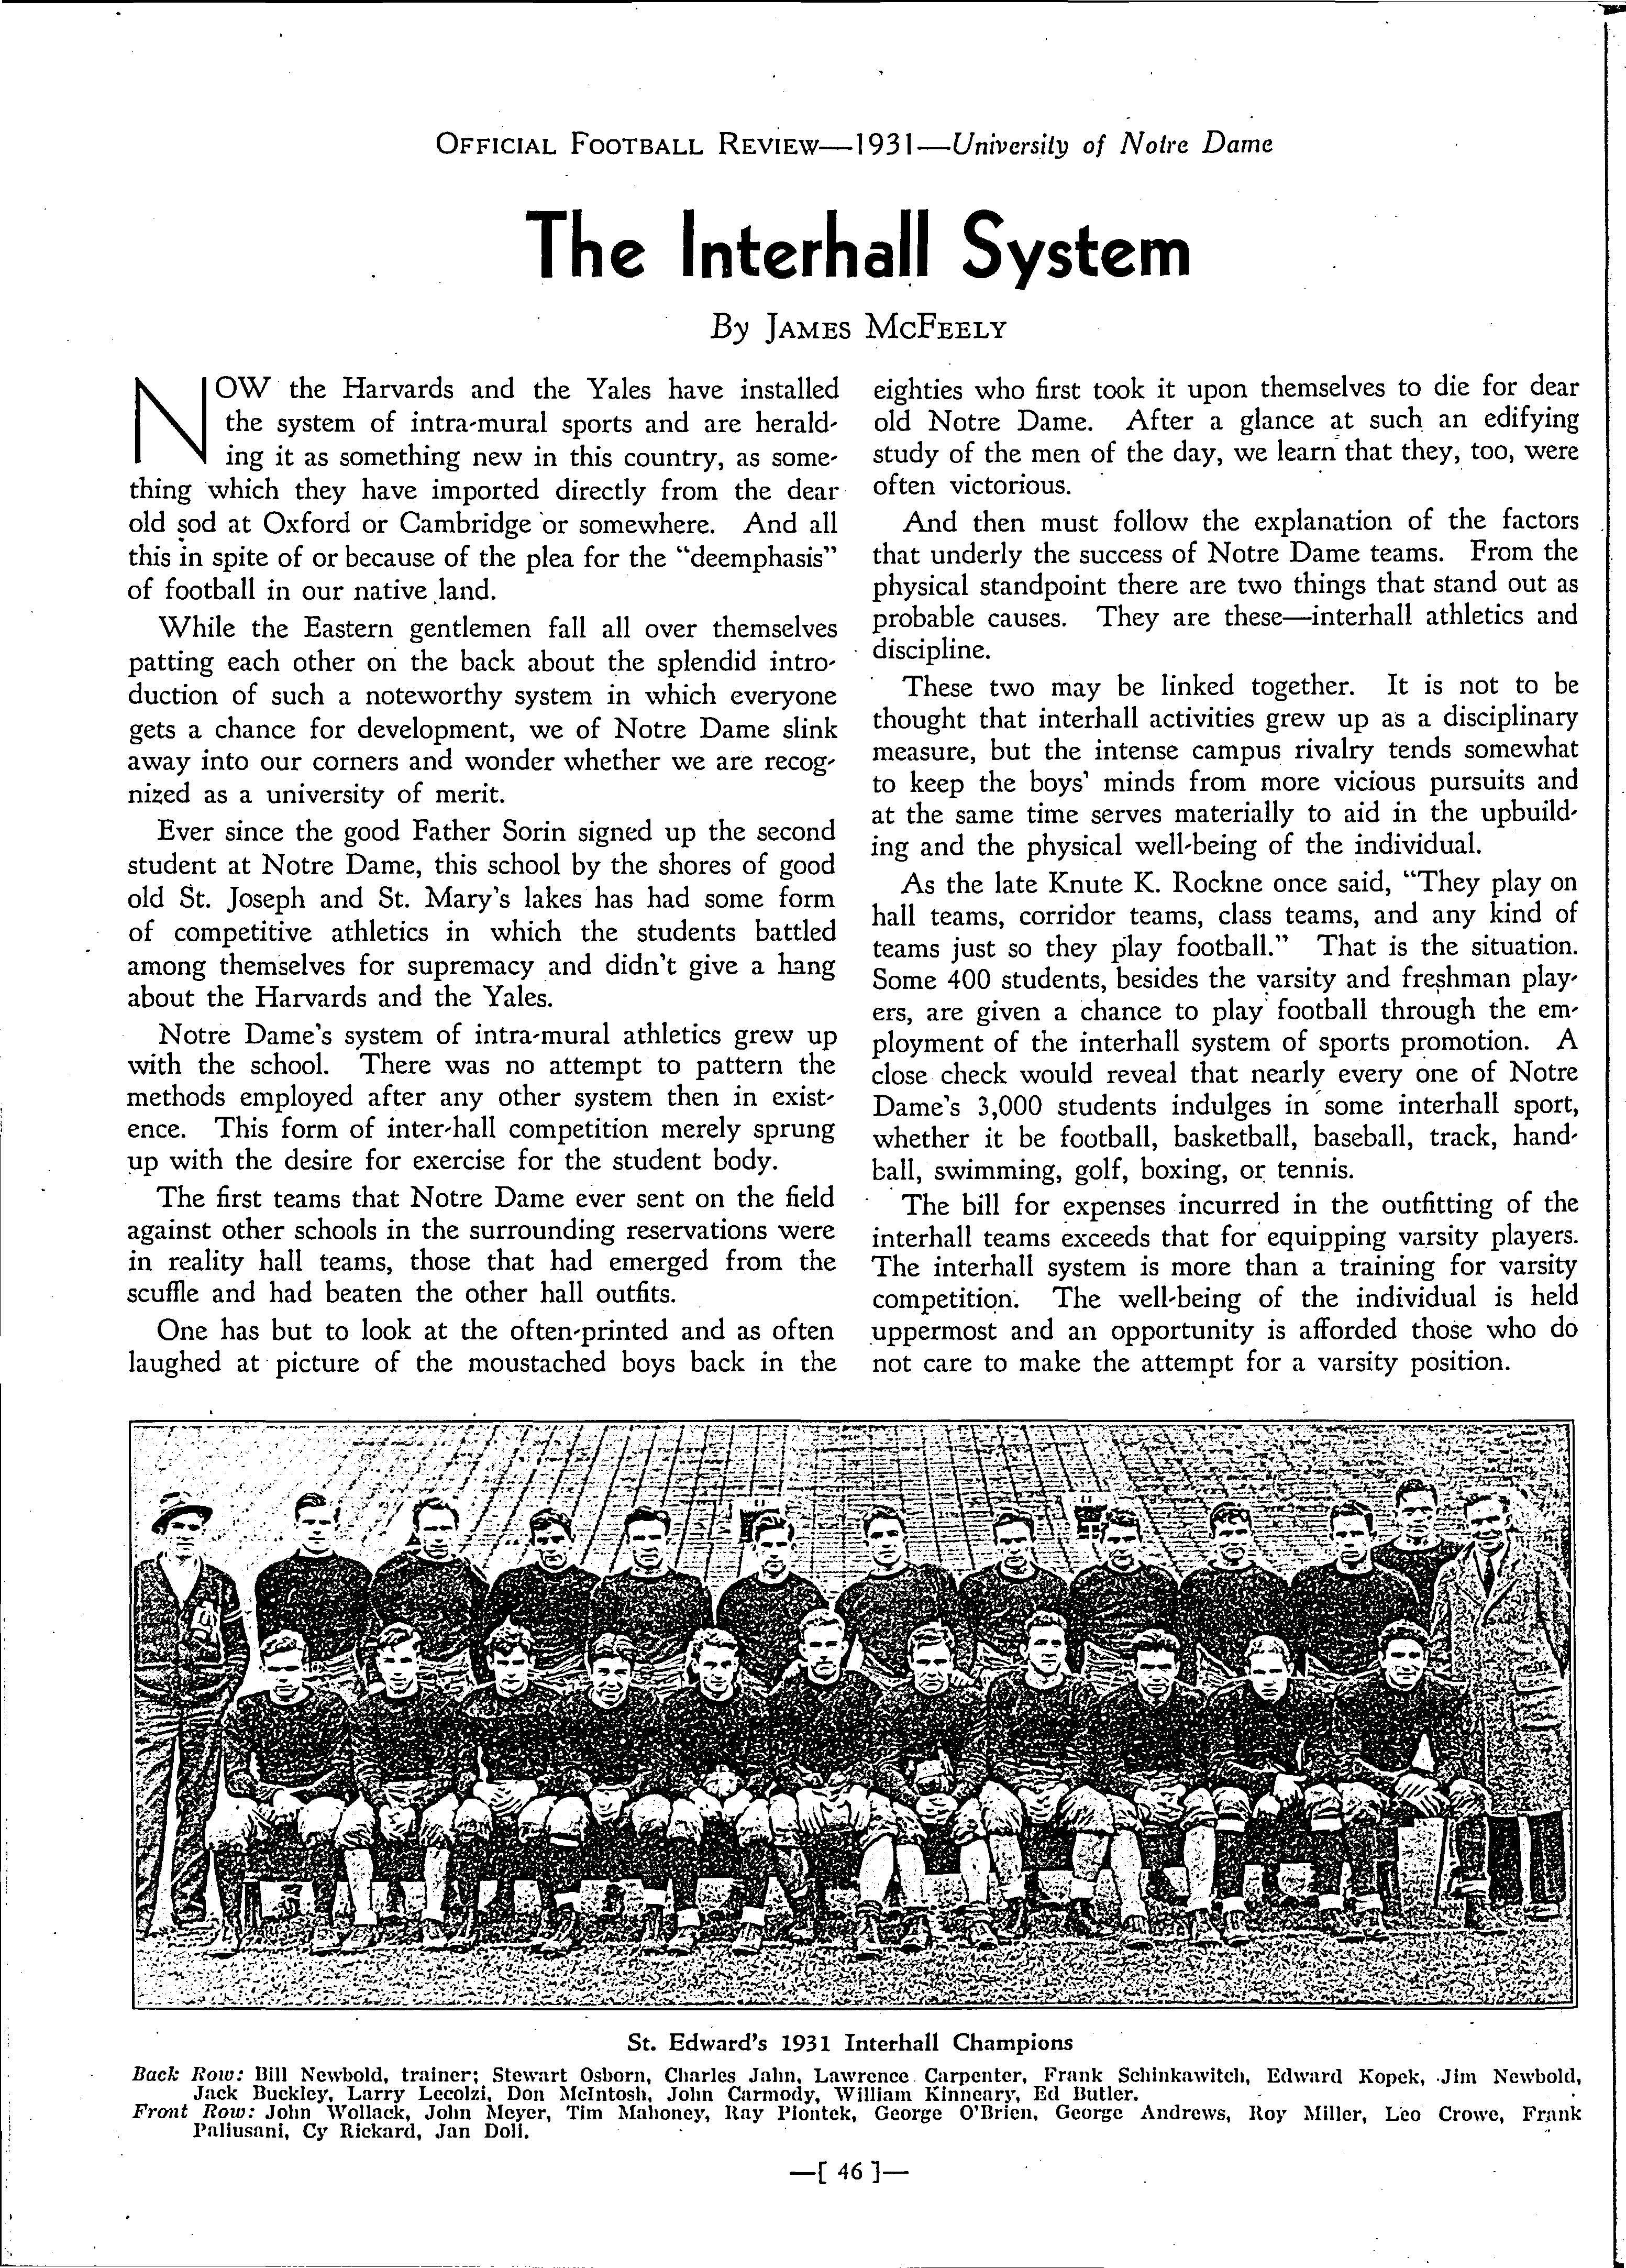 OFFICIAL FOOTBALL REVIEW—1931—University of Notre Dame
The Interhall System
By JAMES MCFEELY
NOW the Harvards and the Yales have installed
the system of intra-mural sports and are herald-
ing it as something new in this country, as some-
thing which they have imported directly from the dear
old sod at Oxford or Cambridge or somewhere. And all
this in spite of or because of the plea for the “deemphasis”
of football in our native land.
While the Eastern gentlemen fall all over themselves
patting each other on the back about the splendid intro-
duction of such a noteworthy system in which everyone
gets a chance for development, we of Notre Dame slink
away into our corners and wonder whether we are recog-
nized as a university of merit.
Ever since the good Father Sorin signed up the second
student at Notre Dame, this school by the shores of good
old St. Joseph and St. Mary's lakes has had some form
of competitive athletics in which the students battled
among themselves for supremacy and didn't give a hang
about the Harvards and the Yales.
Notre Dame's system of intra-mural athletics grew up
with the school. There was no attempt to pattern the
methods employed after any other system then in exist-
ence. This form of inter-hall competition merely sprung
up with the desire for exercise for the student body.
The first teams that Notre Dame ever sent on the field
against other schools in the surrounding reservations were
in reality hall teams, those that had emerged from the
scuffle and had beaten the other hall outfits.
One has but to look at the often-printed and as often
laughed at picture of the moustached boys back in the
eighties who first took it upon themselves to die for dear
old Notre Dame. After a glance at such an edifying
study of the men of the day, we learn that they, too, were
often victorious.
And then must follow the explanation of the factors
that underly the success of Notre Dame teams. From the
physical standpoint there are two things that stand out as
probable causes. They are these—interhall athletics and
discipline.
These two may be linked together. It is not to be
thought that interhall activities grew up as a disciplinary
measure, but the intense campus rivalry tends somewhat
to keep the boys' minds from more vicious pursuits and
at the same time serves materially to aid in the upbuild-
ing and the physical well-being of the individual.
As the late Knute K. Rockne once said, “They play on
hall teams, corridor teams, class teams, and any kind of
teams just so they play football.” That is the situation.
Some 400 students, besides the varsity and freshman play-
ers, are given a chance to play football through the em-
ployment of the interhall system of sports promotion. A
close check would reveal that nearly every one of Notre
Dame's 3,000 students indulges in some interhall sport,
whether it be football, basketball, baseball, track, hand-
ball, swimming, golf, boxing, or tennis.
The bill for expenses incurred in the outfitting of the
interhall teams exceeds that for equipping varsity players.
The interhall system is more than a training for varsity
competition. The well-being of the individual is held
uppermost and an opportunity is afforded those who do
not care to make the attempt for a varsity position.
St. Edward's 1931 Interhall Champions
Back Row: Bill Newbold, trainer; Stewart Osborn, Charles Jahn, Lawrence Carpenter, Frank Schinkawitch, Edward Kopek, Jim Newbold,
Jack Buckley, Larry Lecolzi, Don McIntosh, John Carmody, William Kinneary, Ed Butler.
Front Row: John Wollack, John Meyer, Tim Mahoney, Ray Piontek, George O'Brien, George Andrews, Roy Miller, Leo Crowe, Frank
Paliusani, Cy Rickard, Jan Doll.
—[ 46 ]—